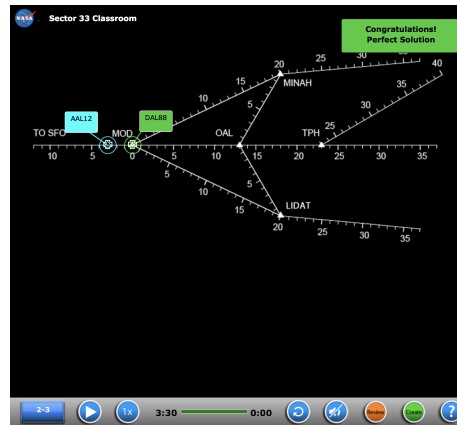 NASA
Sector 33 Classroom
Congratulations!
Perfect Solution
20 25 30 35 40
15 MINAH
10 5 30 35
AAL12 DAL88
TO SFO MOD OAL TPH 25
10 5 0 5 10 15 20 25 30 35
5 5
10 LIDAT
15 20 25 30 35
2-3 1x 3:30 0:00 Review Create ?